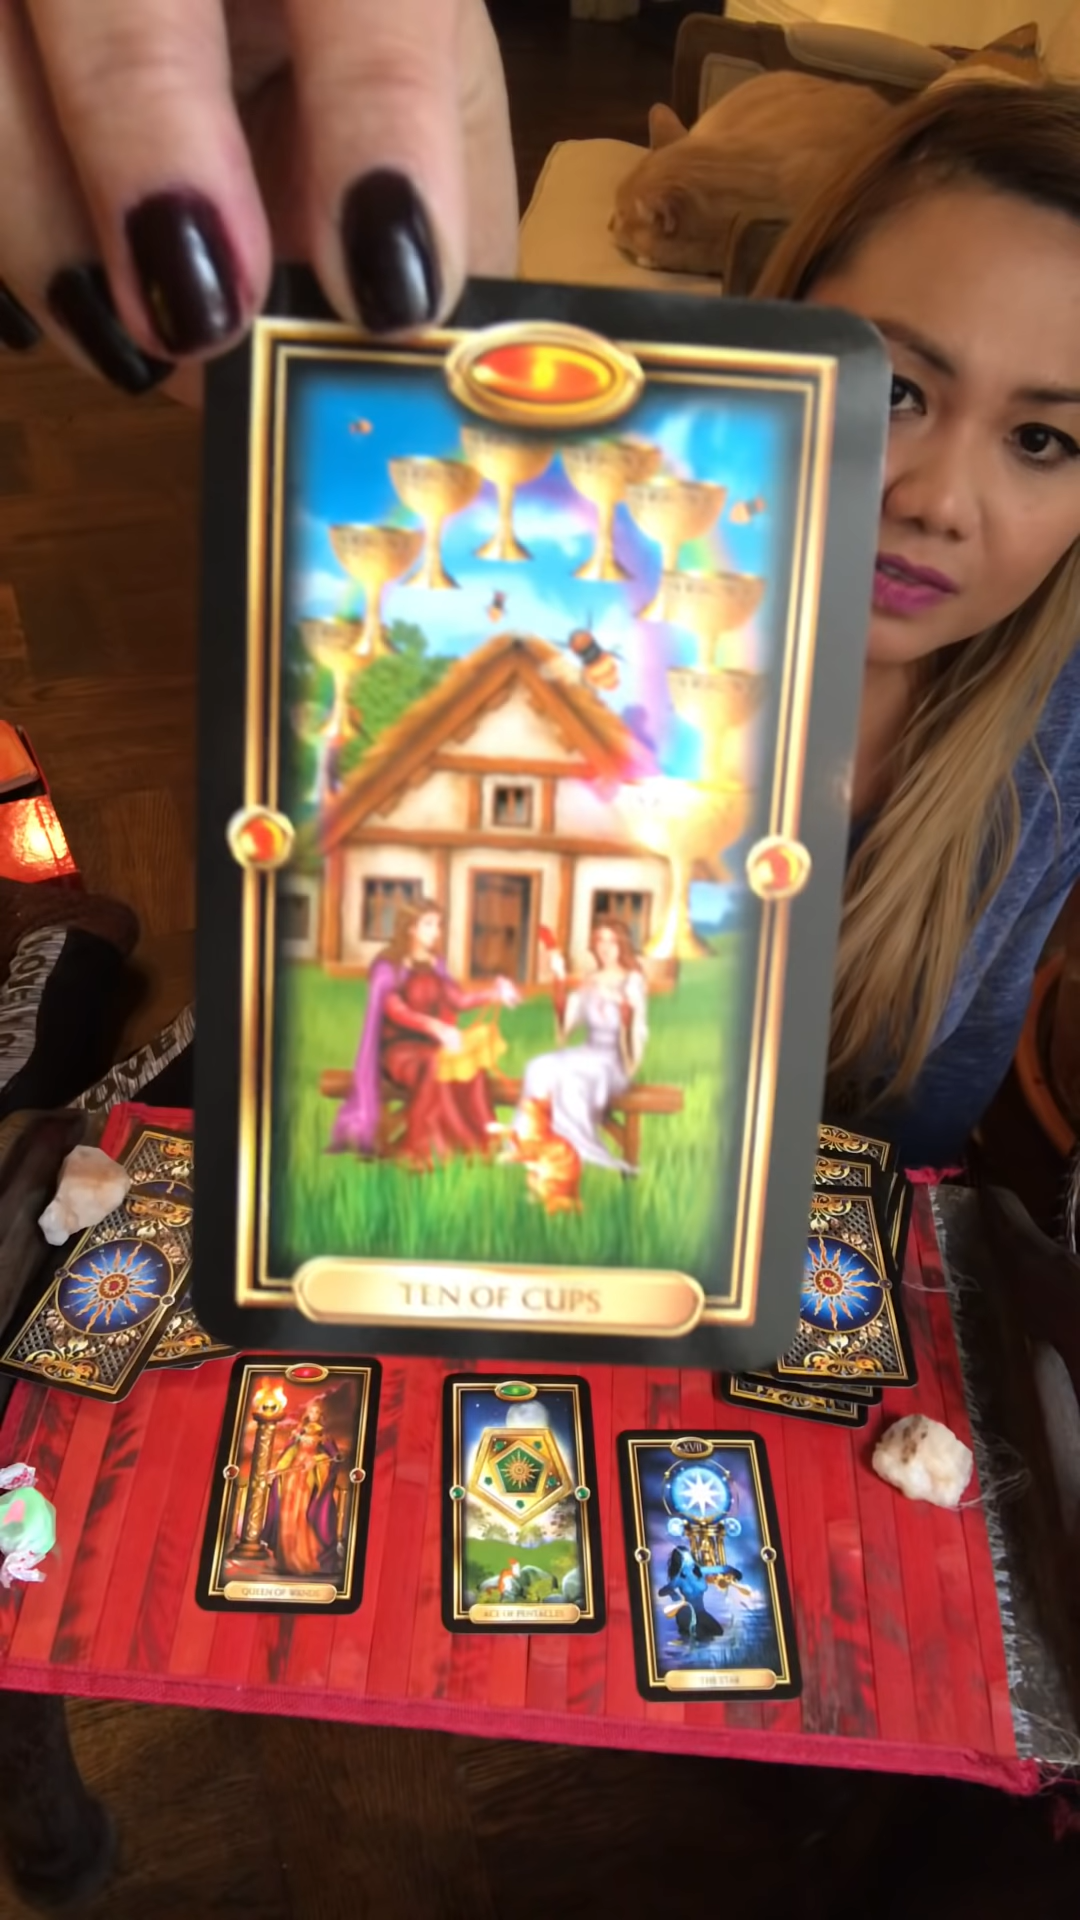 TEN OF CUPS
QUEEN OF WANDS
ACE OF PENTACLES
XVII
THE STAR